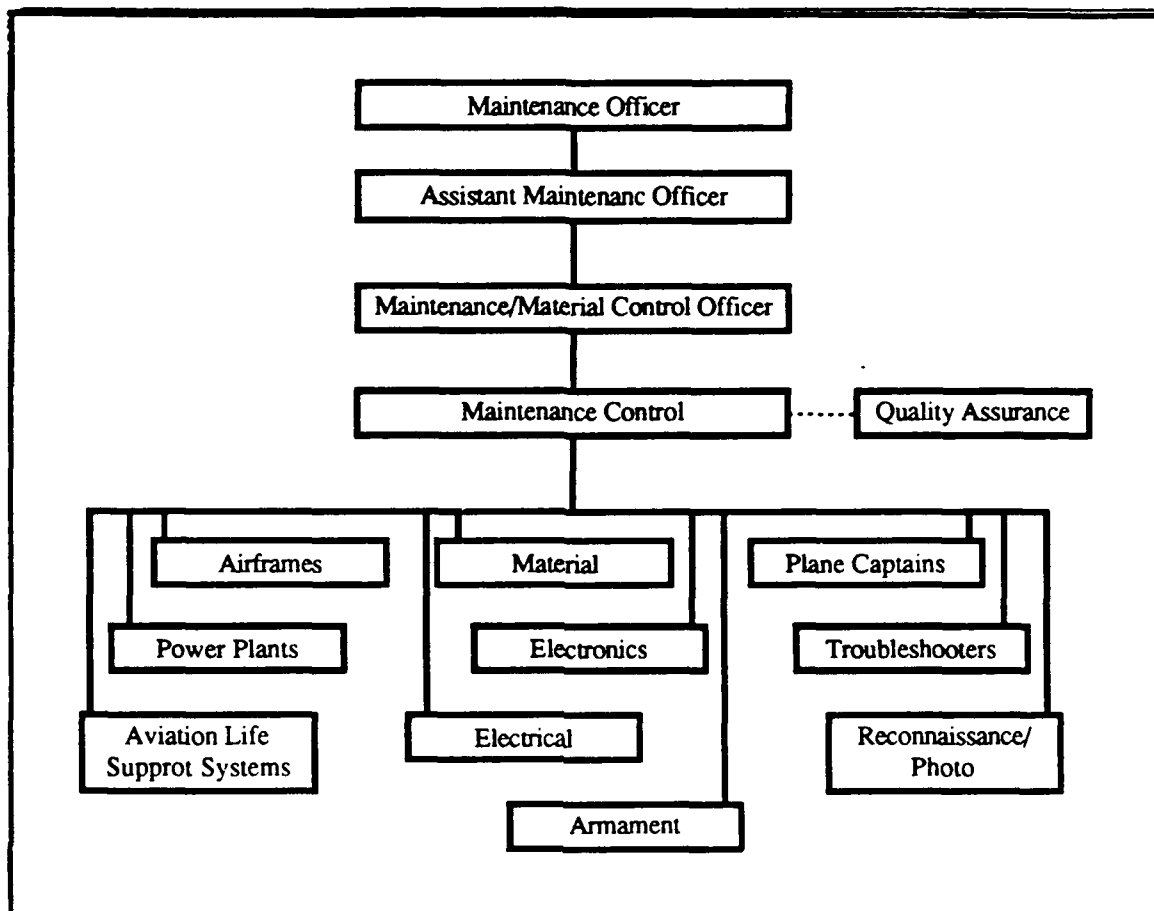 Maintenance Officer
Assistant Maintenanc Officer
Maintenance/Material Control Officer
Maintenance Control
Quality Assurance
Airframes
Material
Plane Captains
Power Plants
Electronics
Troubleshooters
Aviation Life
Supprot Systems
Electrical
Reconnaissance/
Photo
Armament